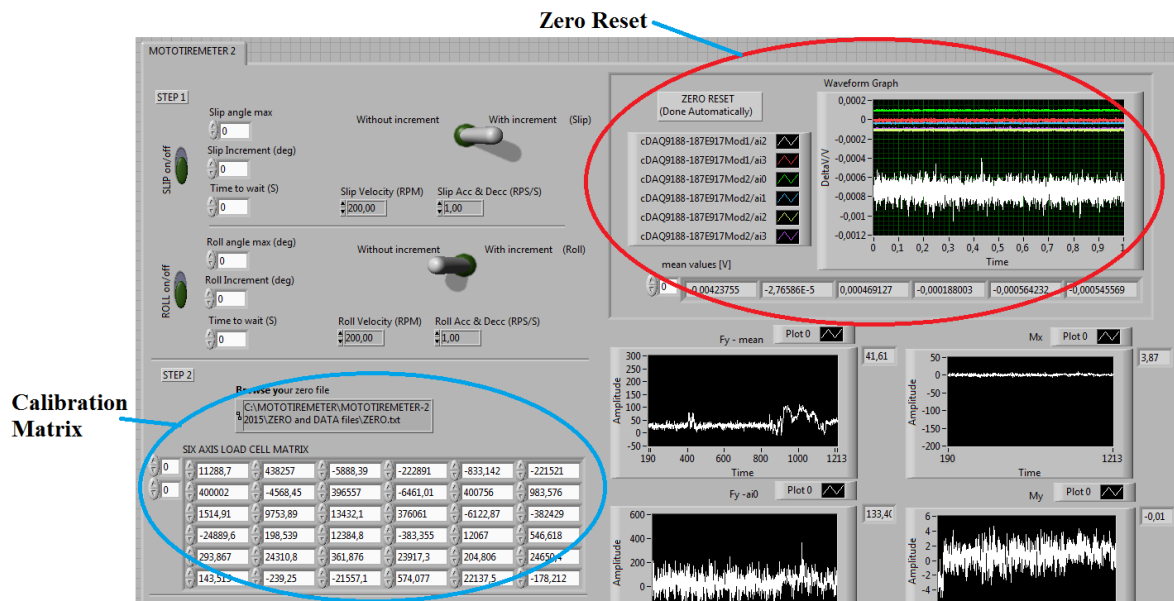 Zero Reset
MOTOTIREMETER 2
STEP 1
Slip angle max
0
Slip Increment (deg)
0
Time to wait (S)
0
SLIP on/off
Without increment
With increment
(Slip)
Slip Velocity (RPM)
200,00
Slip Acc & Decc (RPS/S)
1,00
Roll angle max (deg)
0
Roll Increment (deg)
0
Time to wait (S)
0
ROLL on/off
Without increment
With increment
(Roll)
Roll Velocity (RPM)
200,00
Roll Acc & Decc (RPS/S)
1,00
ZERO RESET
(Done Automatically)
cDAQ9188-187E917Mod1/ai2
cDAQ9188-187E917Mod1/ai3
cDAQ9188-187E917Mod2/ai0
cDAQ9188-187E917Mod2/ai1
cDAQ9188-187E917Mod2/ai2
cDAQ9188-187E917Mod2/ai3
Waveform Graph
DeltaV/V
0,0002
0
-0,0002
-0,0004
-0,0006
-0,0008
-0,001
-0,0012
0 0,1 0,2 0,3 0,4 0,5 0,6 0,7 0,8 0,9 1
Time
mean values [V]
0 -0,00423755 -2,76586E-5 0,000469127 -0,000188003 -0,000564232 -0,000545569
Calibration
Matrix
STEP 2
Browse your zero file
C:\MOTOTIREMETER\MOTOTIREMETER-2
2015\ZERO and DATA files\ZERO.txt
SIX AXIS LOAD CELL MATRIX
0
0
11288,7 438257 -5888,39 -222891 -833,142 -221521
400002 -4568,45 396557 -6461,01 400756 983,576
1514,91 9753,89 13432,1 376061 -6122,87 -382429
-24889,6 198,539 12384,8 -383,355 12067 546,618
293,867 24310,8 361,876 23917,3 204,806 24650,4
143,515 -239,25 -21557,1 574,077 22137,5 -178,212
Fy - mean
Plot 0
41,61
Amplitude
300
250
200
150
100
50
0
-50
190 400 600 800 1000 1213
Time
Mx
Plot 0
3,87
Amplitude
50
0
-50
-100
-150
-200
190 1213
Time
Fy -ai0
Plot 0
Amplitude
600
400
200
0
My
Plot 0
-0,01
Amplitude
6
4
2
0
-2
-4